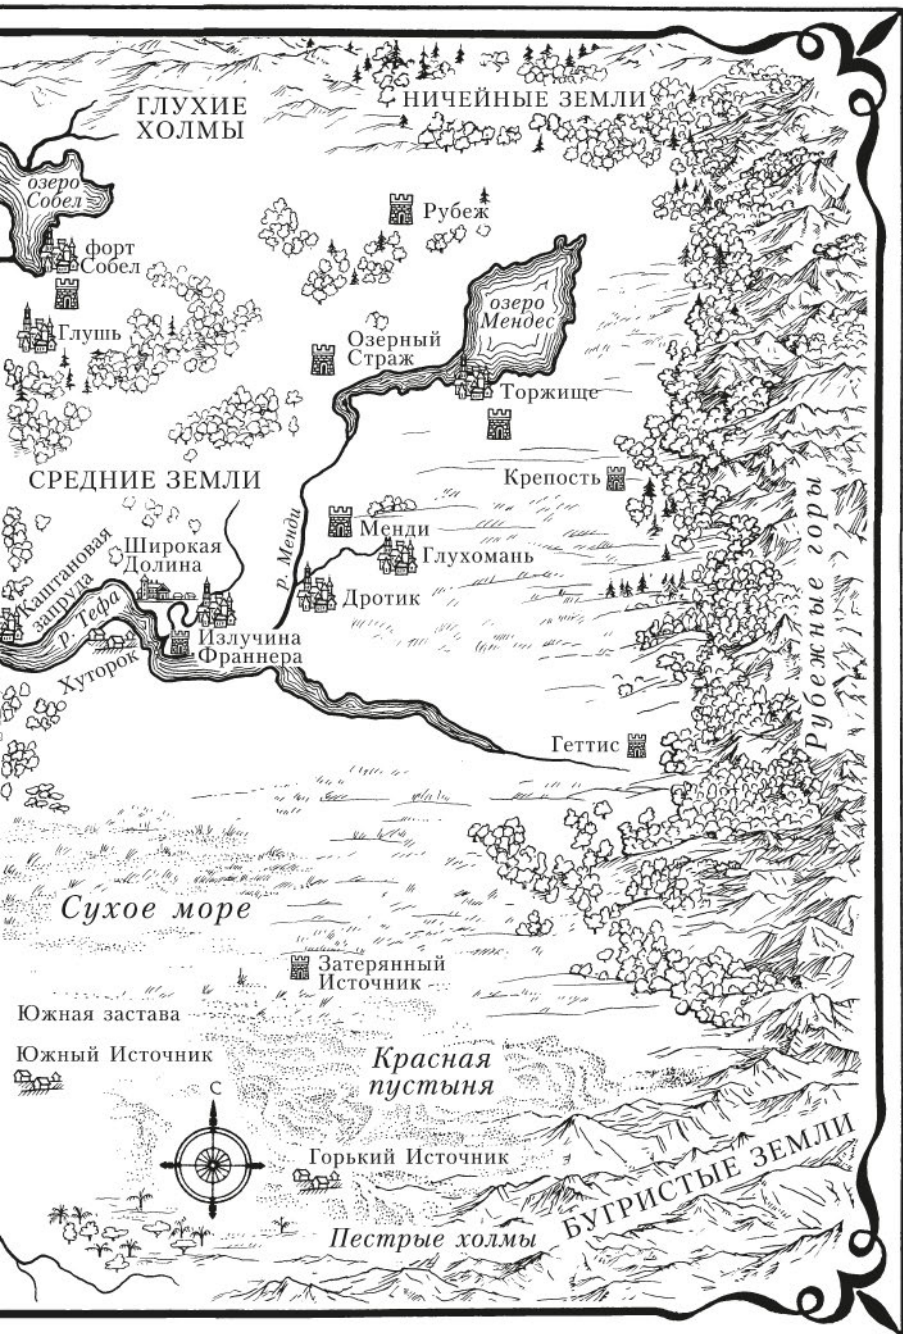 ГЛУХИЕ
ХОЛМЫ
НИЧЕЙНЫЕ ЗЕМЛИ
озеро
Собел
Рубеж
форт
Собел
озеро
Мендес
Глушь
Озерный
Страж
Торжище
СРЕДНИЕ ЗЕМЛИ
Крепость
Рубежные горы
р. Менди
Менди
Глухомань
Широкая
Долина
Дротик
Каштановая
запруда
р. Тефа
Излучина
Франнера
Хуторок
Геттис
Сухое море
Затерянный
Источник
Южная застава
Южный Источник
Красная
пустыня
С
Горький Источник
БУГРИСТЫЕ ЗЕМЛИ
Пестрые холмы